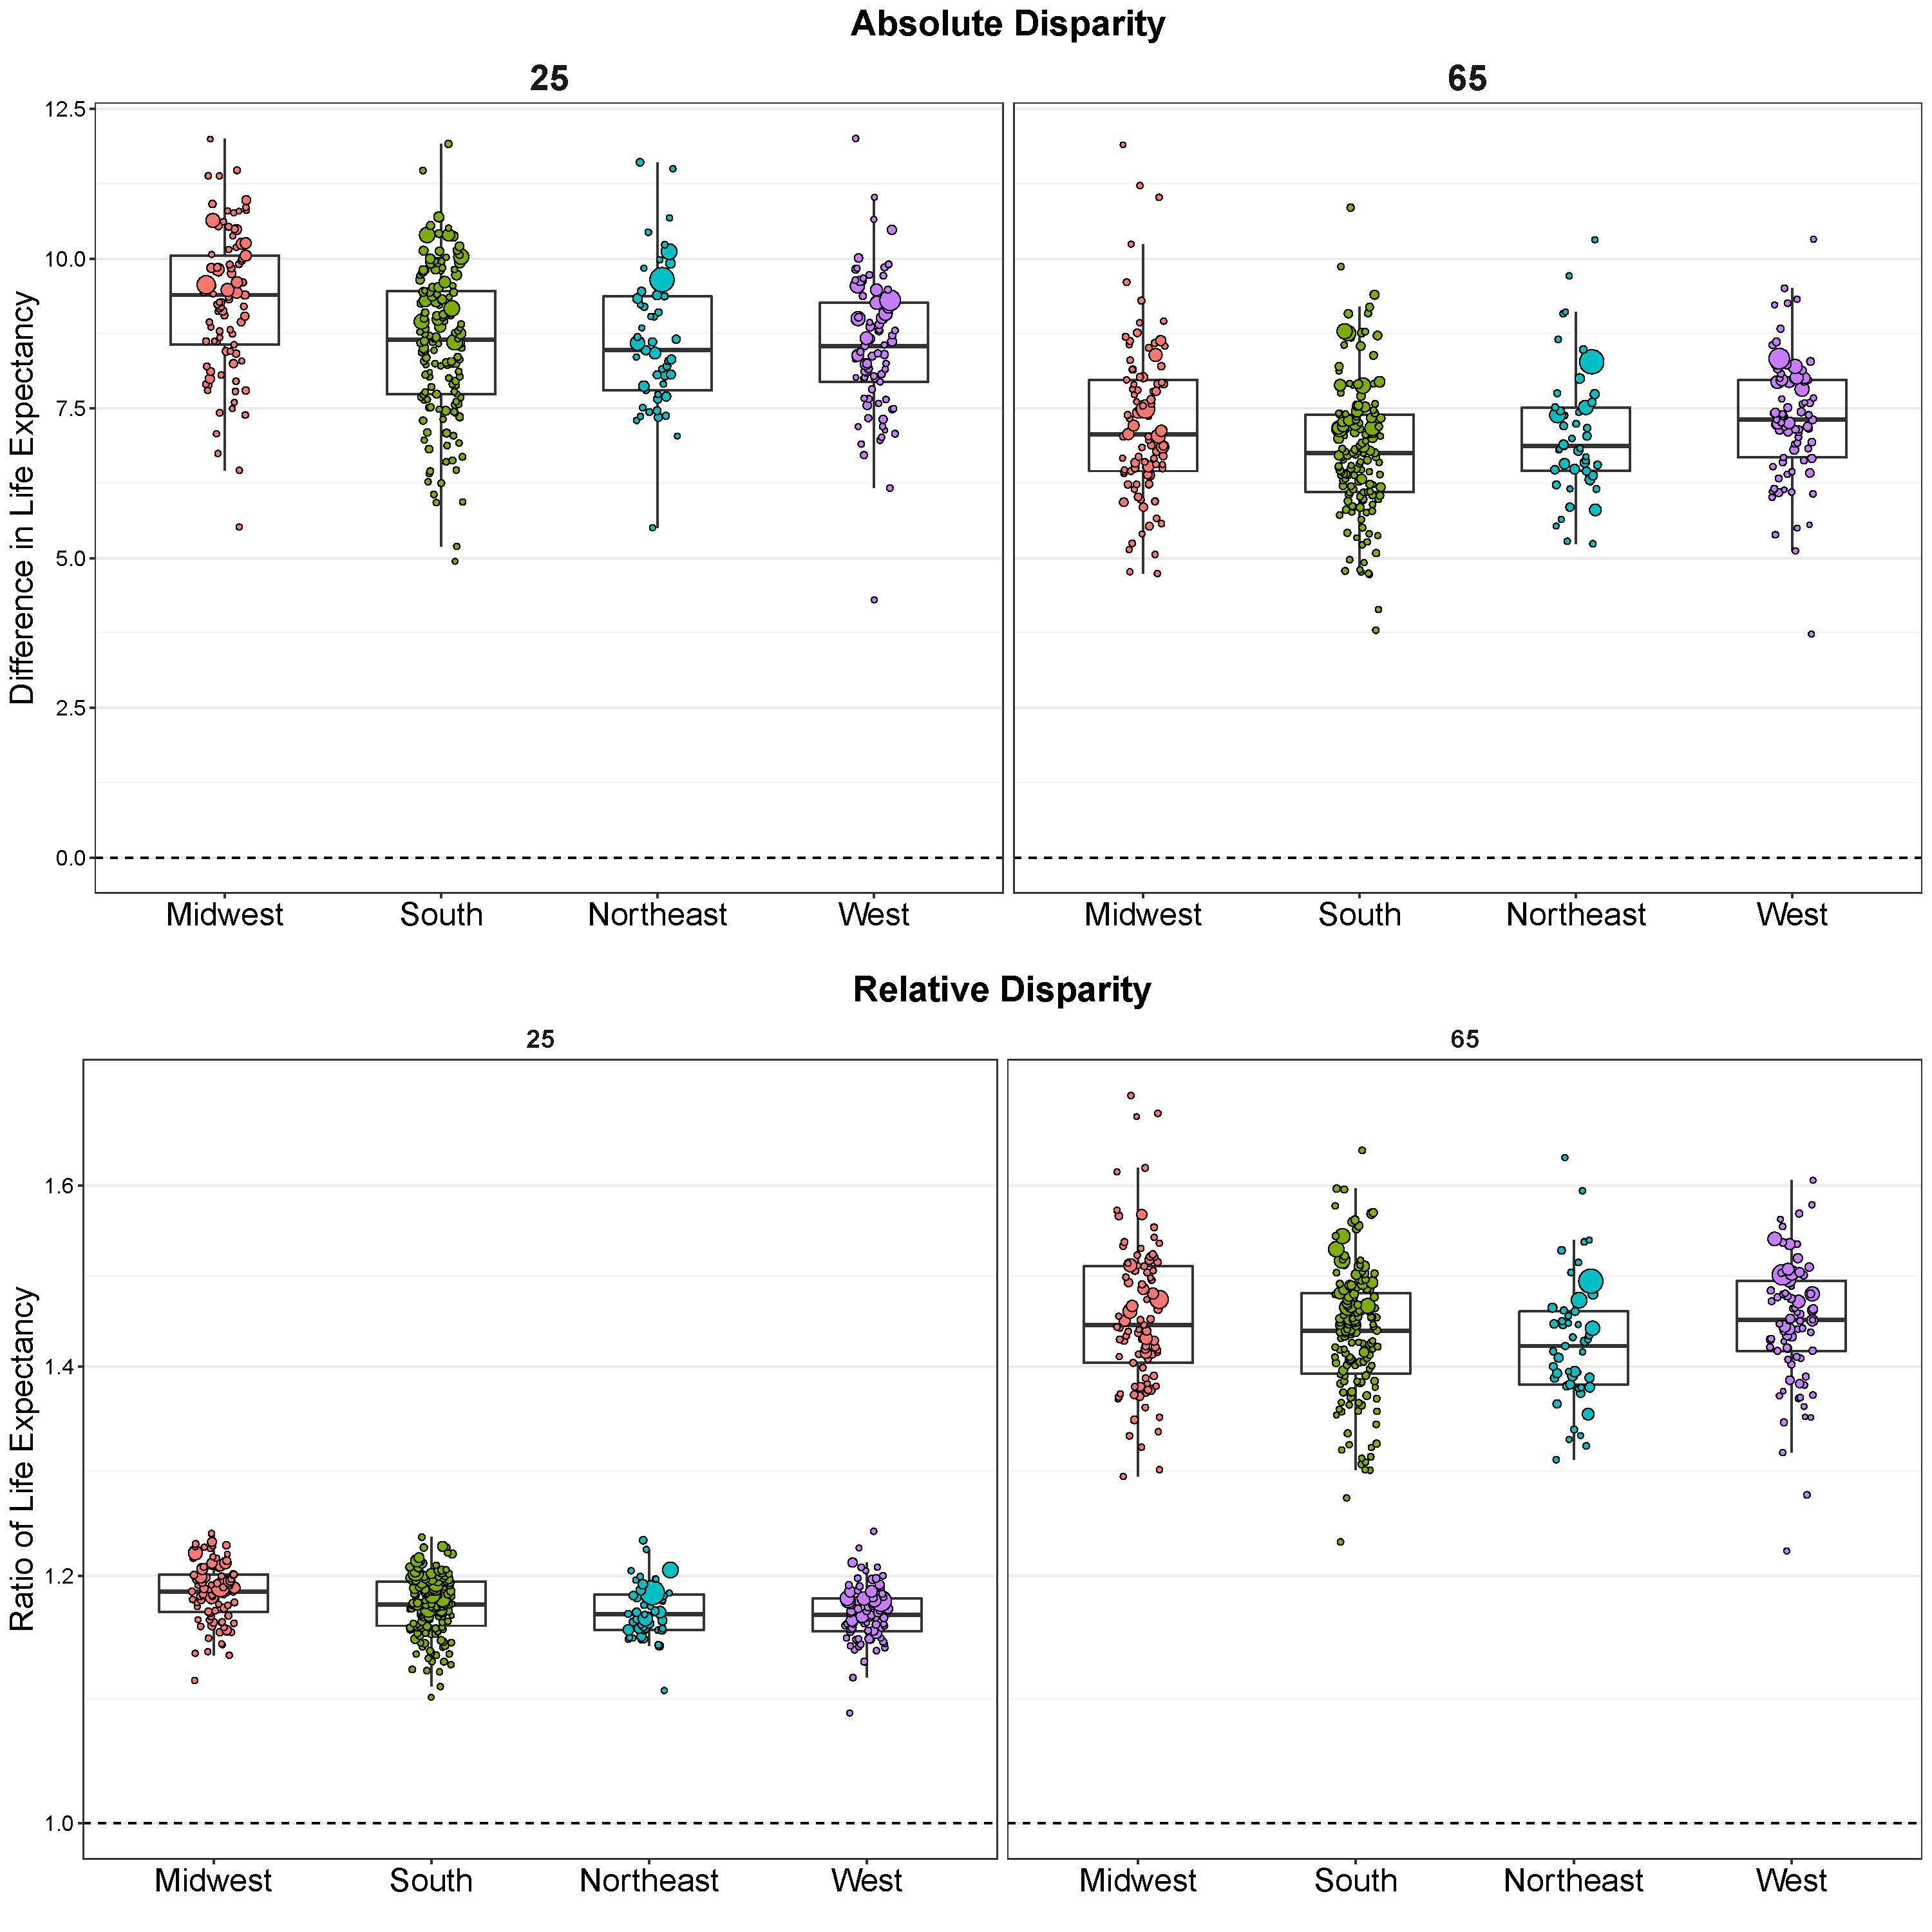 Absolute Disparity
25 65
12.5
10.0
7.5
5.0
2.5
0.0
Difference in Life Expectancy
Midwest South Northeast West Midwest South Northeast West
Relative Disparity
25 65
1.6
1.4
1.2
1.0
Ratio of Life Expectancy
Midwest South Northeast West Midwest South Northeast West